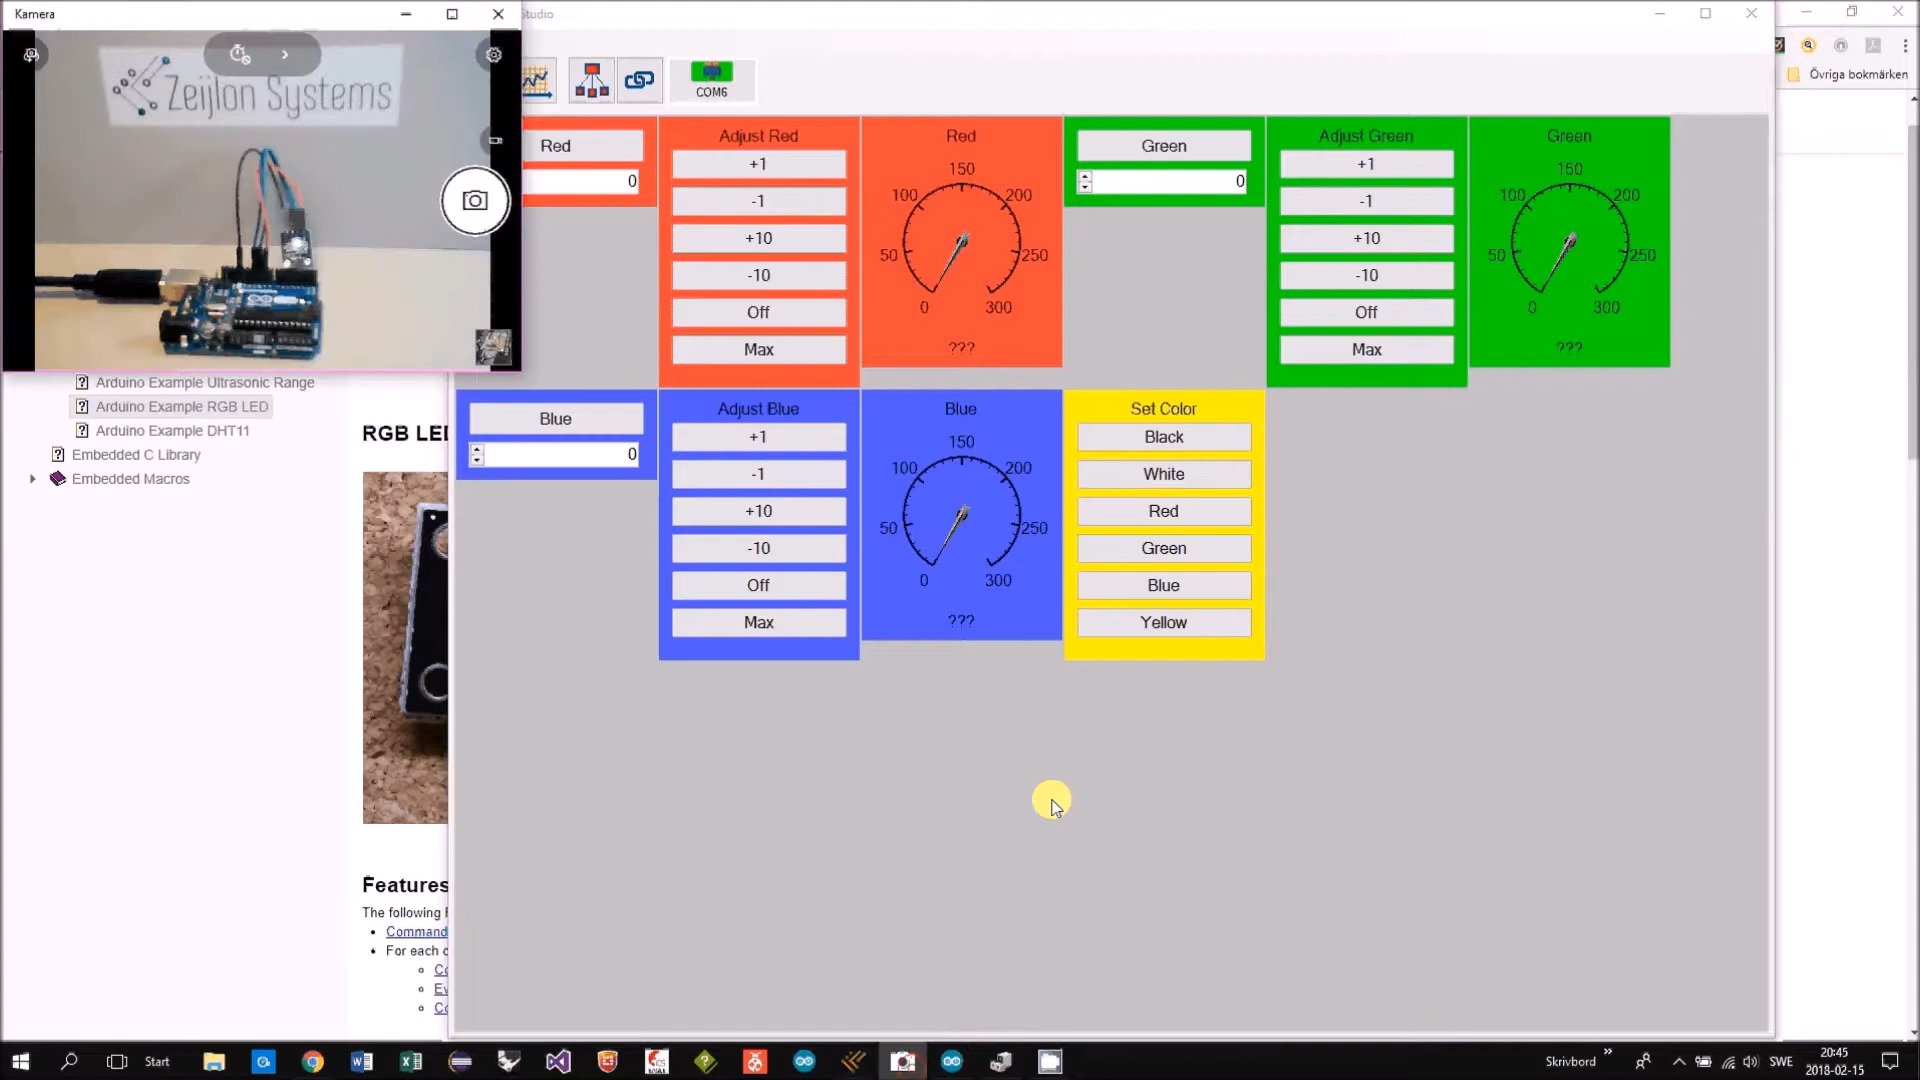 Kamera
Studio
Zeijlon Systems
COM6
Övriga bokmärken
Red
0
Adjust Red
+1
-1
+10
-10
Off
Max
Red
0
50
100
150
200
250
300
???
Green
0
Adjust Green
+1
-1
+10
-10
Off
Max
Green
0
50
100
150
200
250
300
???
Blue
0
Adjust Blue
+1
-1
+10
-10
Off
Max
Blue
0
50
100
150
200
250
300
???
Set Color
Black
White
Red
Green
Blue
Yellow
Arduino Example Ultrasonic Range
Arduino Example RGB LED
Arduino Example DHT11
Embedded C Library
Embedded Macros
RGB LE
Features
The following
Command
For each
Co
Ev
Co
Start
Skrivbord
SWE
20:45
2018-02-15